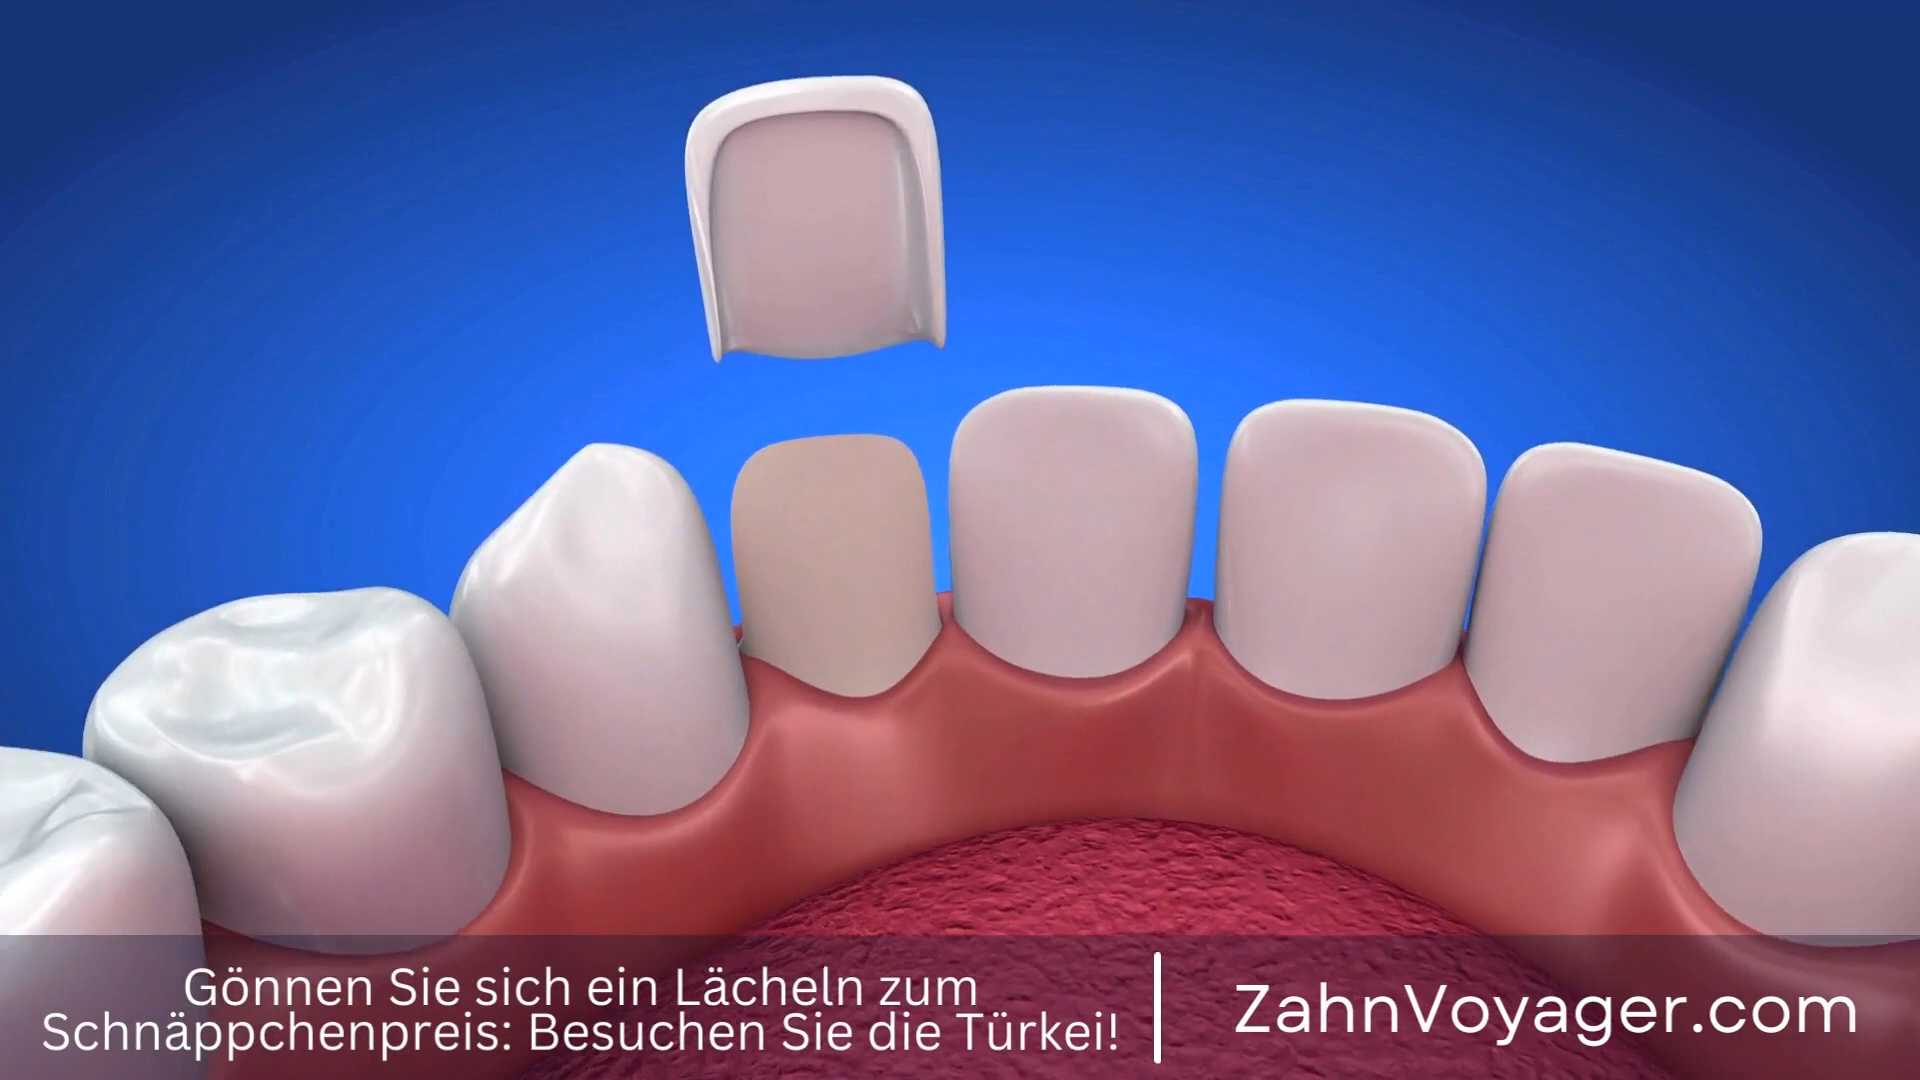 Gönnen Sie sich ein Lächeln zum
Schnäppchenpreis: Besuchen Sie die Türkei!
ZahnVoyager.com